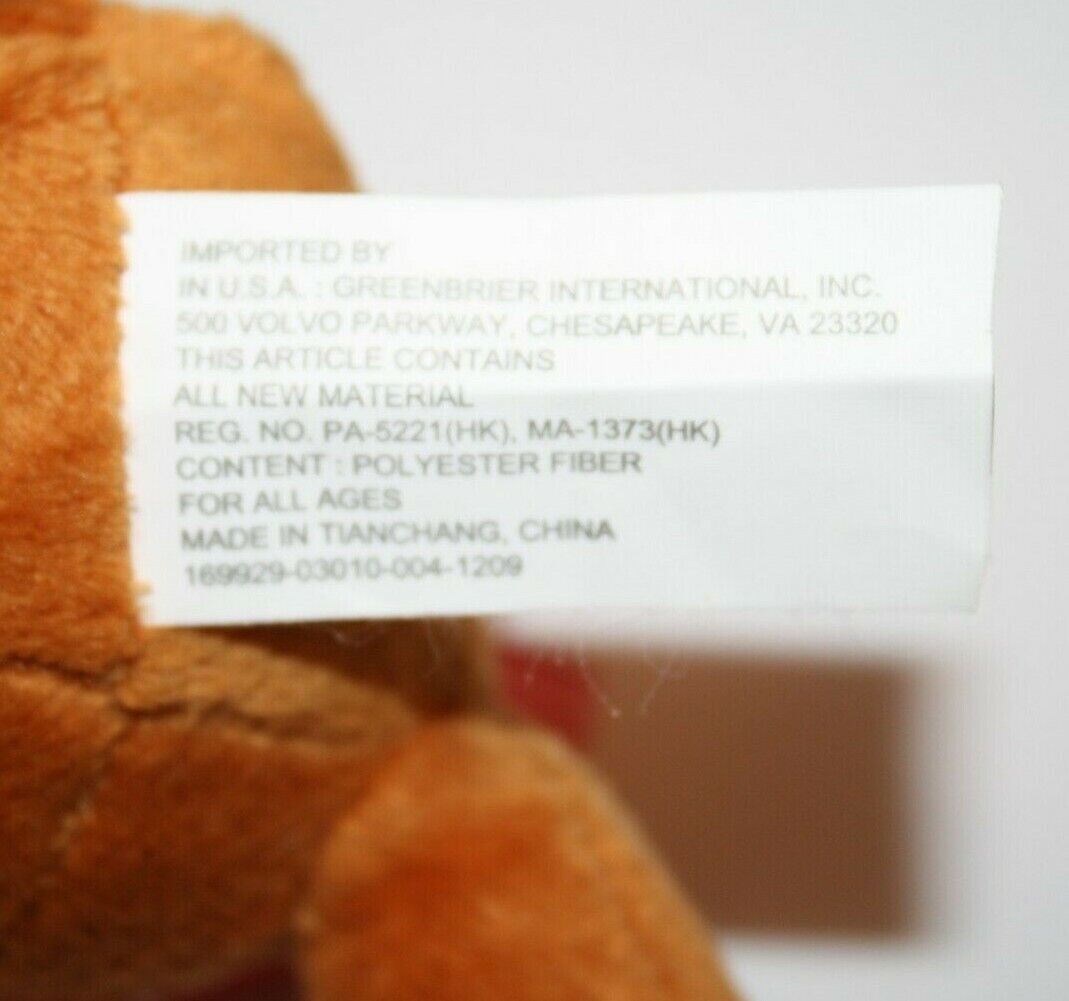 IMPORTED BY
IN U.S.A. : GREENBRIER INTERNATIONAL, INC.
500 VOLVO PARKWAY, CHESAPEAKE, VA 23320
THIS ARTICLE CONTAINS
ALL NEW MATERIAL
REG. NO. PA-5221(HK), MA-1373(HK)
CONTENT : POLYESTER FIBER
FOR ALL AGES
MADE IN TIANCHANG, CHINA
169929-03010-004-1209